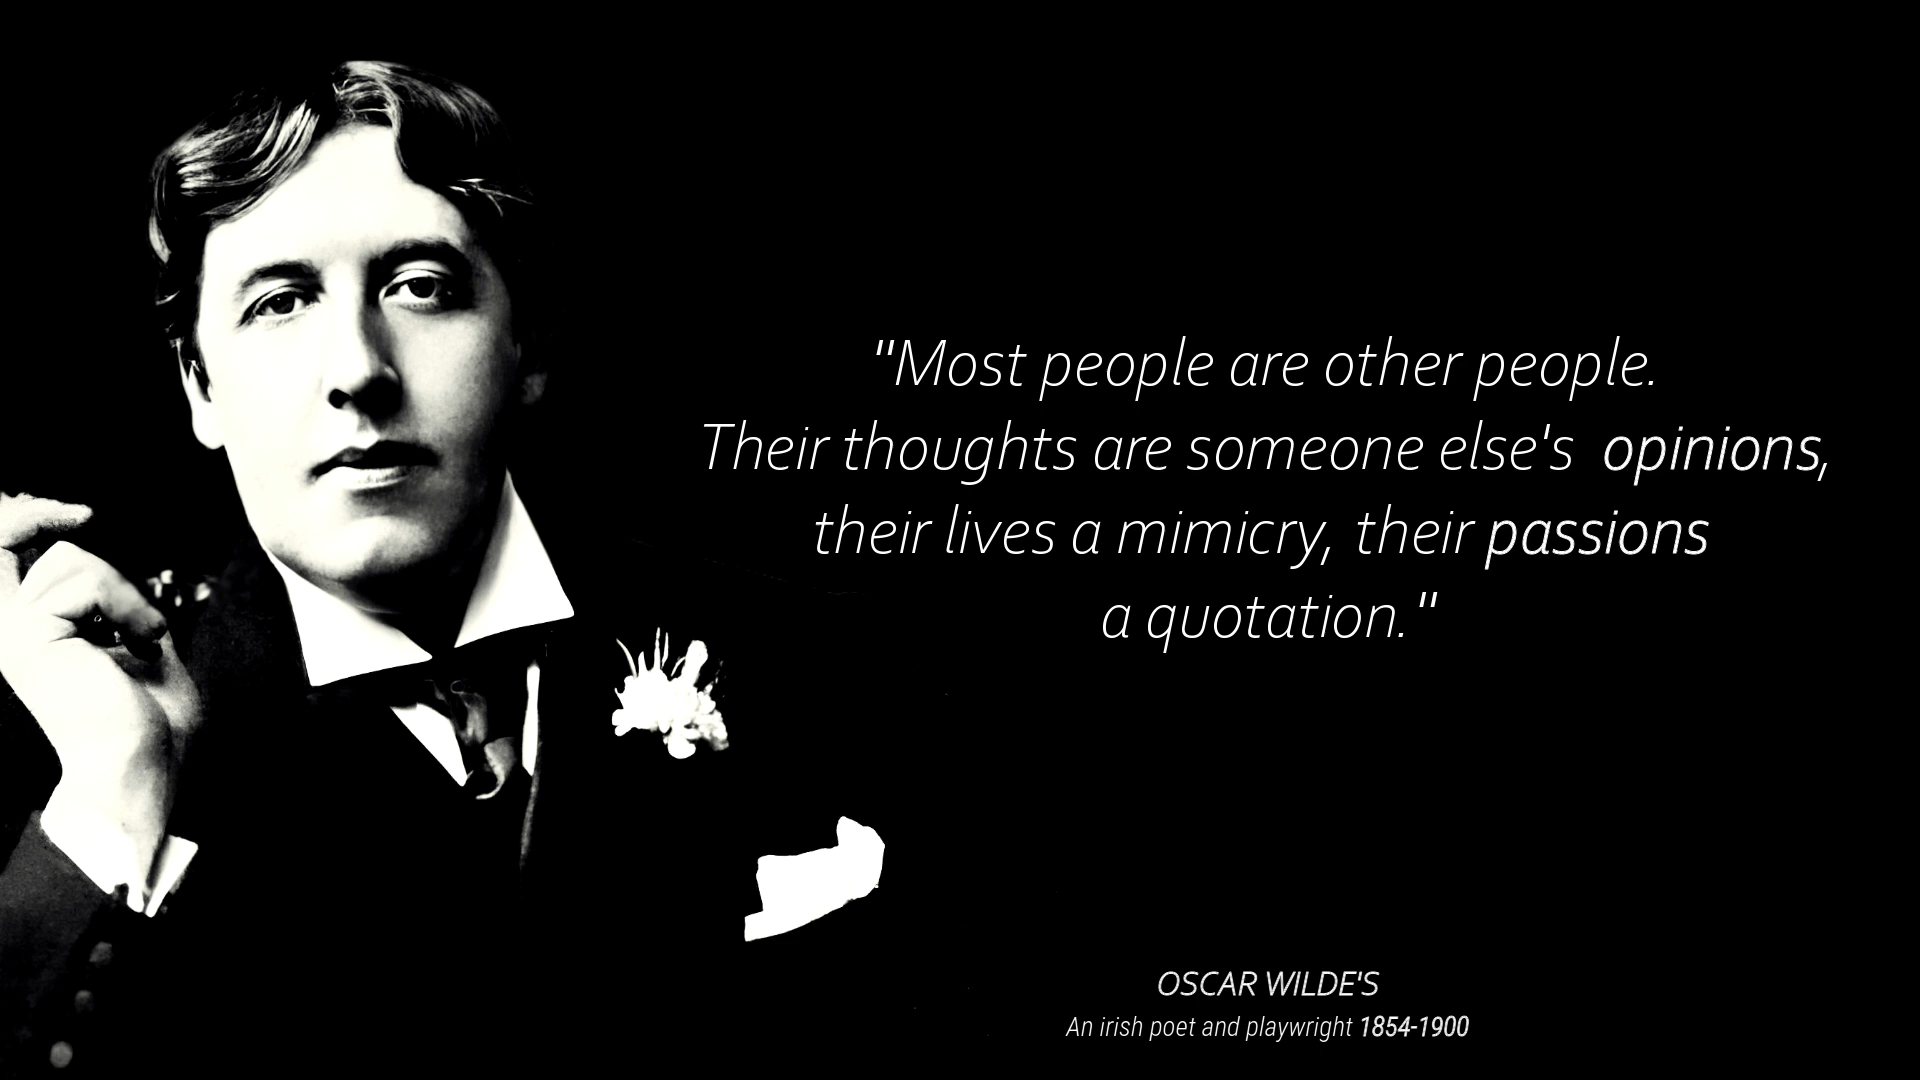 "Most people are other people.
Their thoughts are someone else's opinions,
their lives a mimicry, their passions
a quotation."
OSCAR WILDE'S
An irish poet and playwright 1854-1900